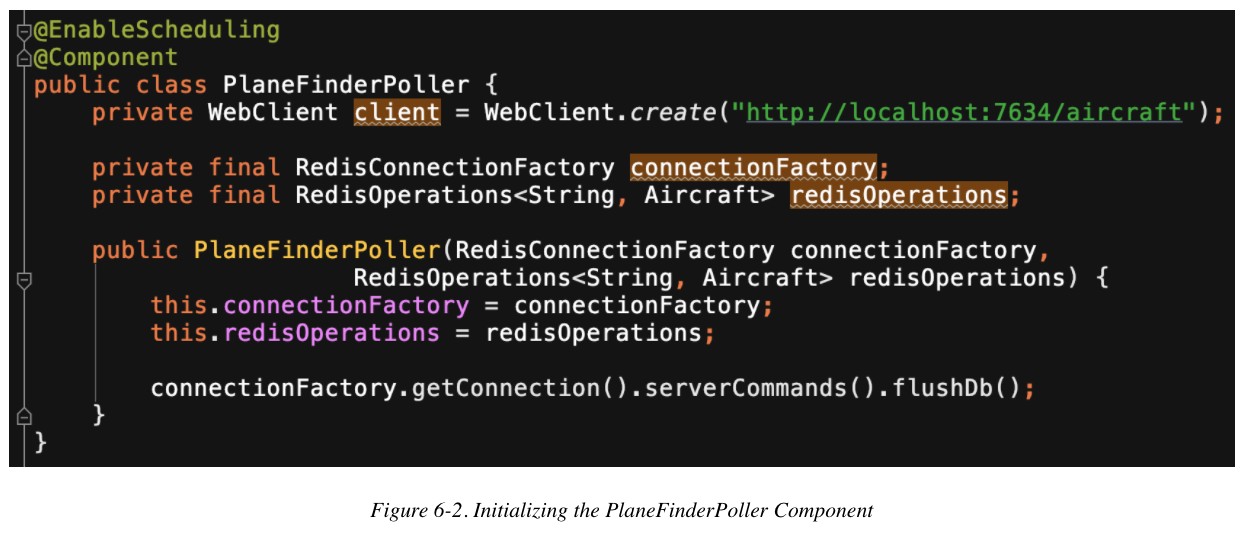 @EnableScheduling
@Component
public class PlaneFinderPoller {
    private WebClient client = WebClient.create("http://localhost:7634/aircraft");
    private final RedisConnectionFactory connectionFactory;
    private final RedisOperations<String, Aircraft> redisOperations;
    public PlaneFinderPoller(RedisConnectionFactory connectionFactory,
                      RedisOperations<String, Aircraft> redisOperations) {
        this.connectionFactory = connectionFactory;
        this.redisOperations = redisOperations;
        connectionFactory.getConnection().serverCommands().flushDb();
    }
}
Figure 6-2. Initializing the PlaneFinderPoller Component